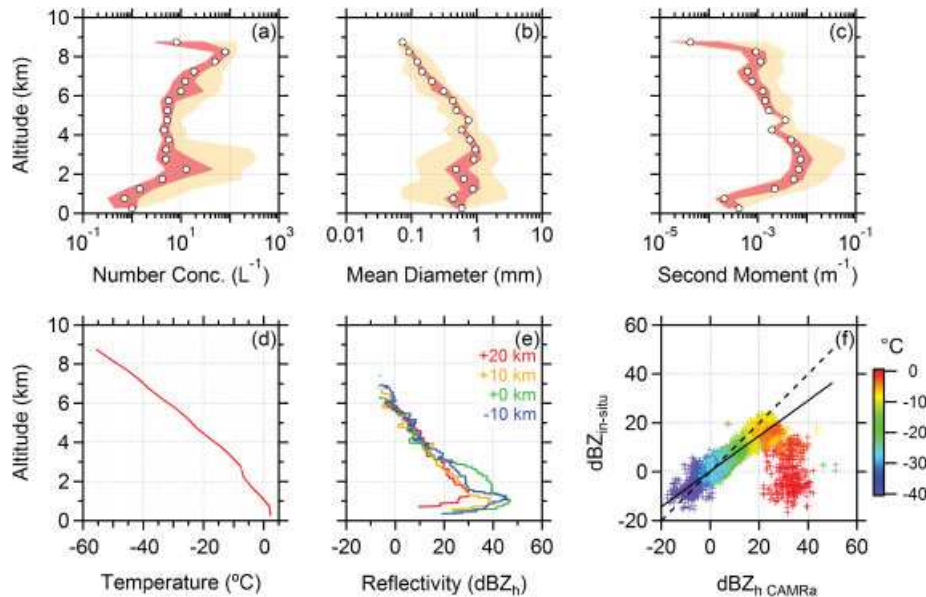 10
8
6
4
2
0
Altitude (km)
(a)
10-1
101
103
Number Conc. (L-1)
(b)
0.01
0.1
1
10
Mean Diameter (mm)
(c)
10-5
10-3
10-1
Second Moment (m-1)
10
8
6
4
2
0
Altitude (km)
(d)
-60
-40
-20
0
Temperature (ºC)
(e)
+20 km
+10 km
+0 km
-10 km
-20
0
20
40
60
Reflectivity (dBZh)
60
40
20
0
-20
dBZin-situ
(f)
-20
0
20
40
60
dBZh CAMRa
°C
0
-10
-20
-30
-40